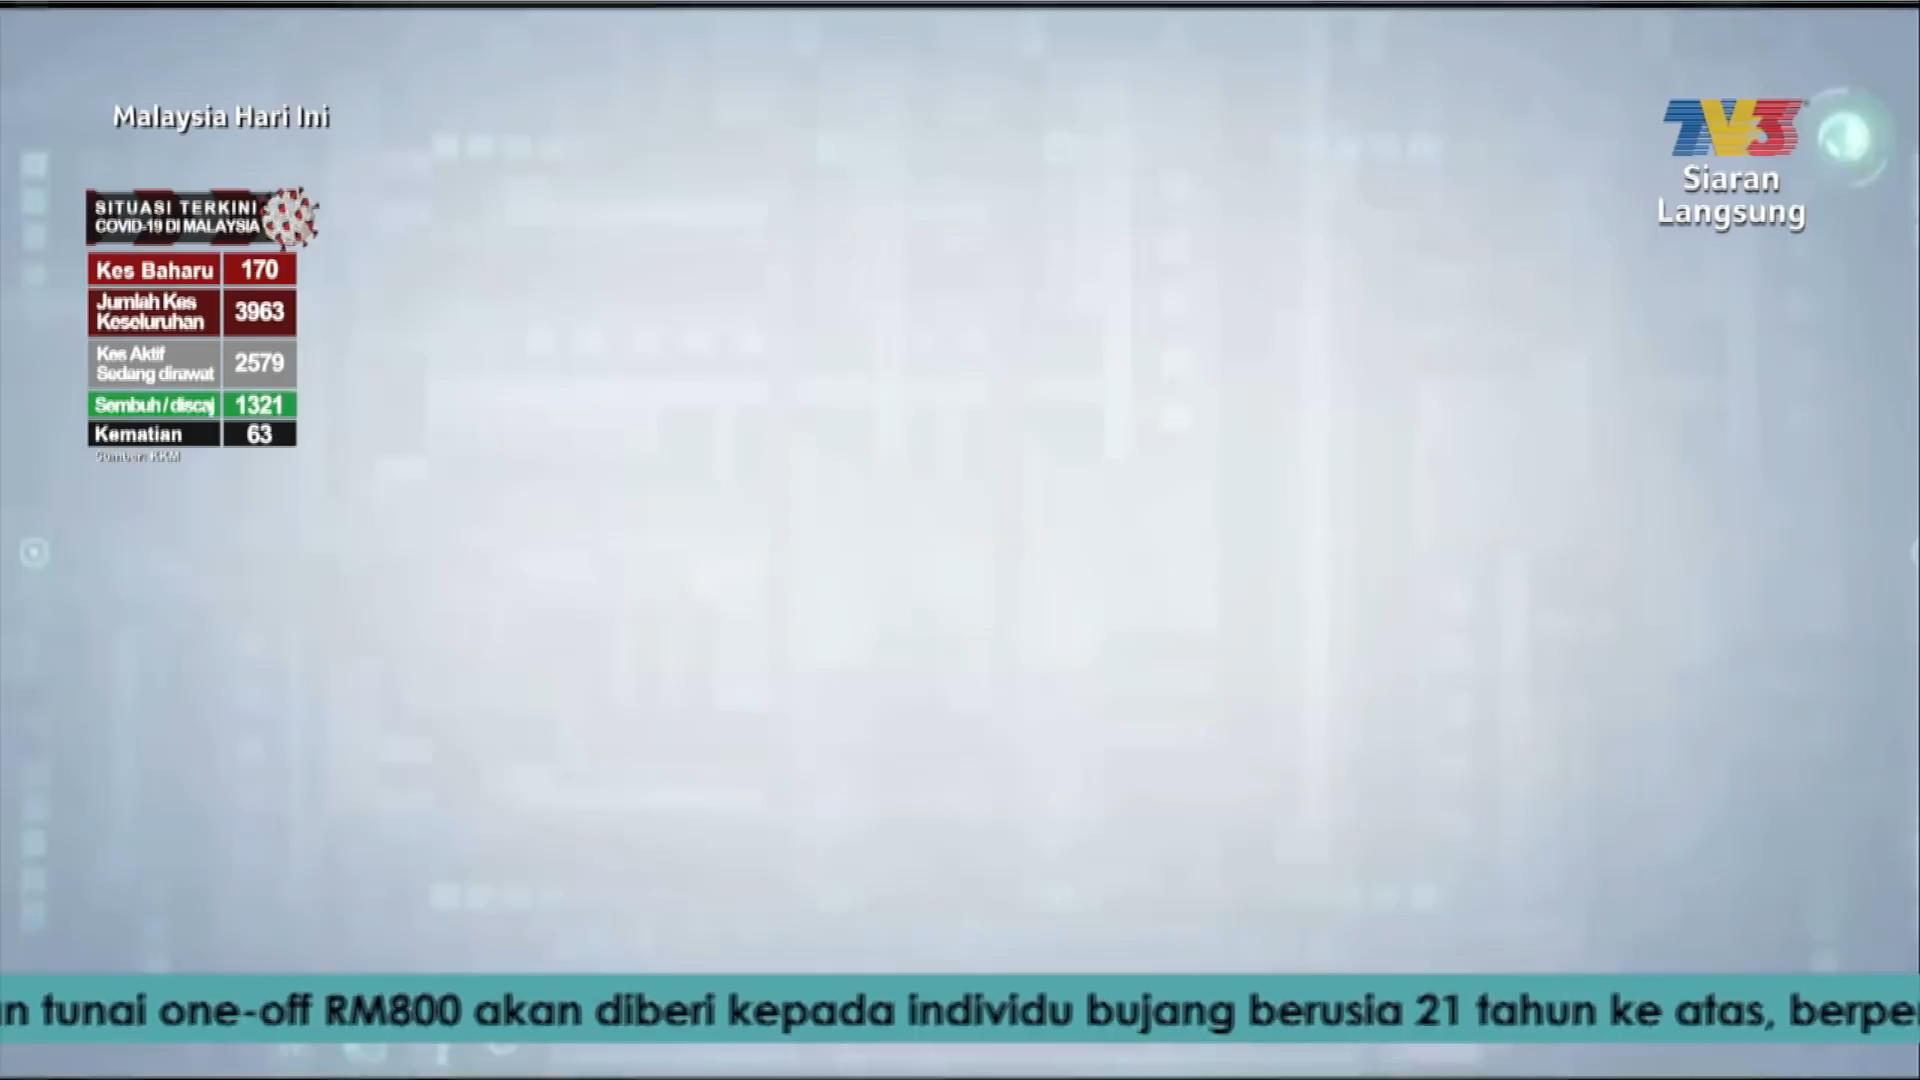 Malaysia Hari Ini
TV3
Siaran
Langsung
SITUASI TERKINI
COVID-19 DI MALAYSIA
Kes Baharu 170
Jumlah Kes
Keseluruhan 3963
Kes Aktif
Sedang dirawat 2579
Sembuh / discaj 1321
Kematian 63
Sumber: KKM
n tunai one-off RM800 akan diberi kepada individu bujang berusia 21 tahun ke atas, berpe